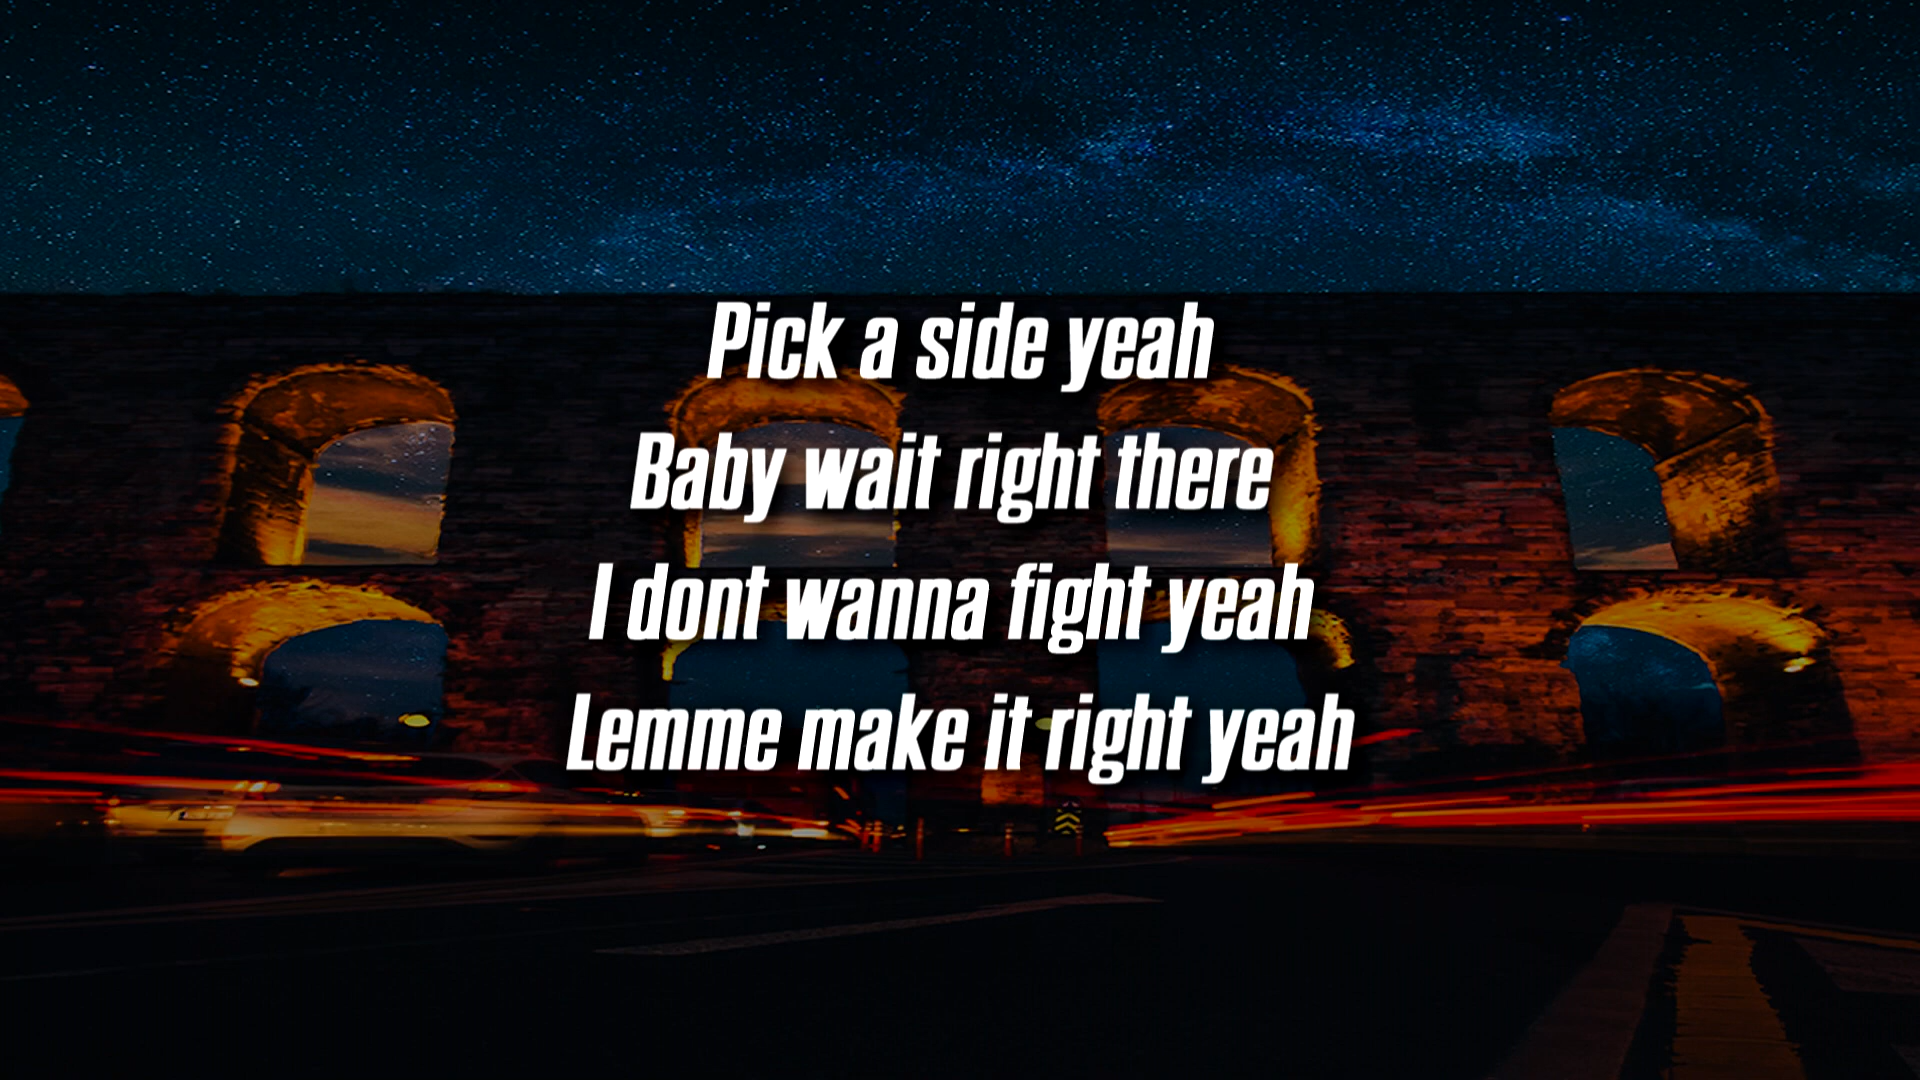 Pick a side yeah
Baby wait right there
I dont wanna fight yeah
Lemme make it right yeah